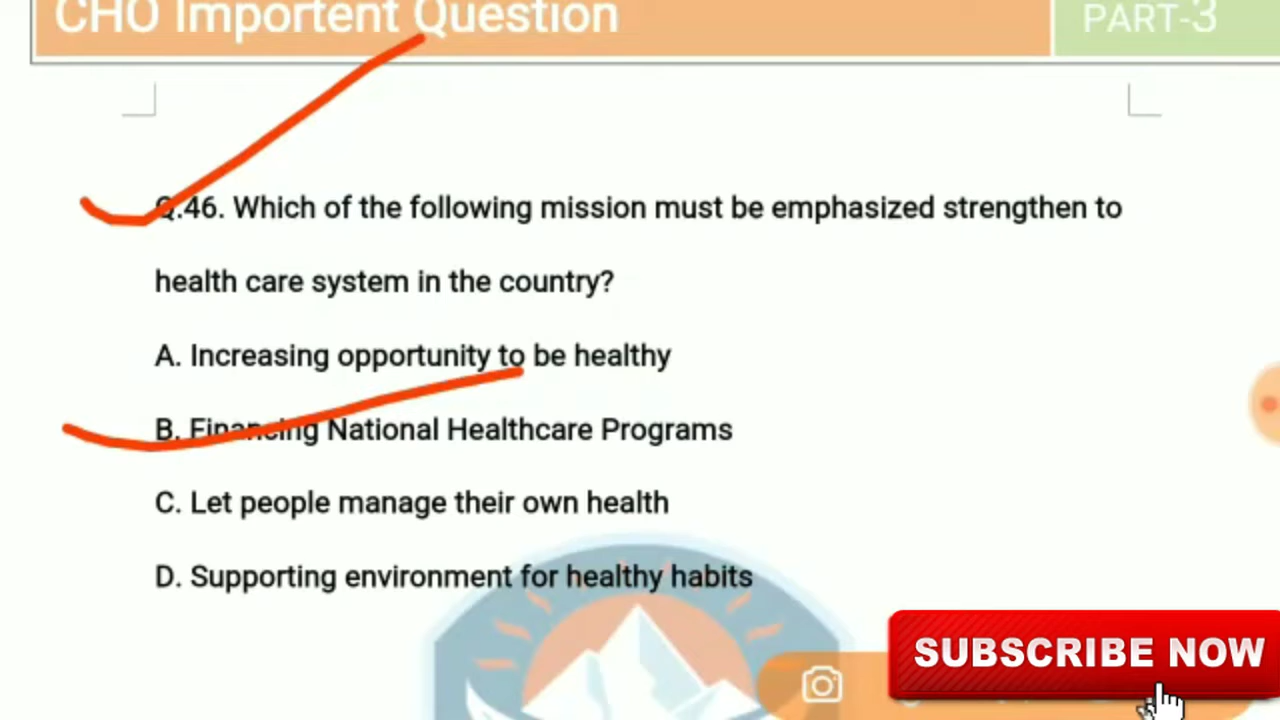 CHO Importent Question
PART-3
Q.46. Which of the following mission must be emphasized strengthen to
health care system in the country?
A. Increasing opportunity to be healthy
B. Financing National Healthcare Programs
C. Let people manage their own health
D. Supporting environment for healthy habits
SUBSCRIBE NOW